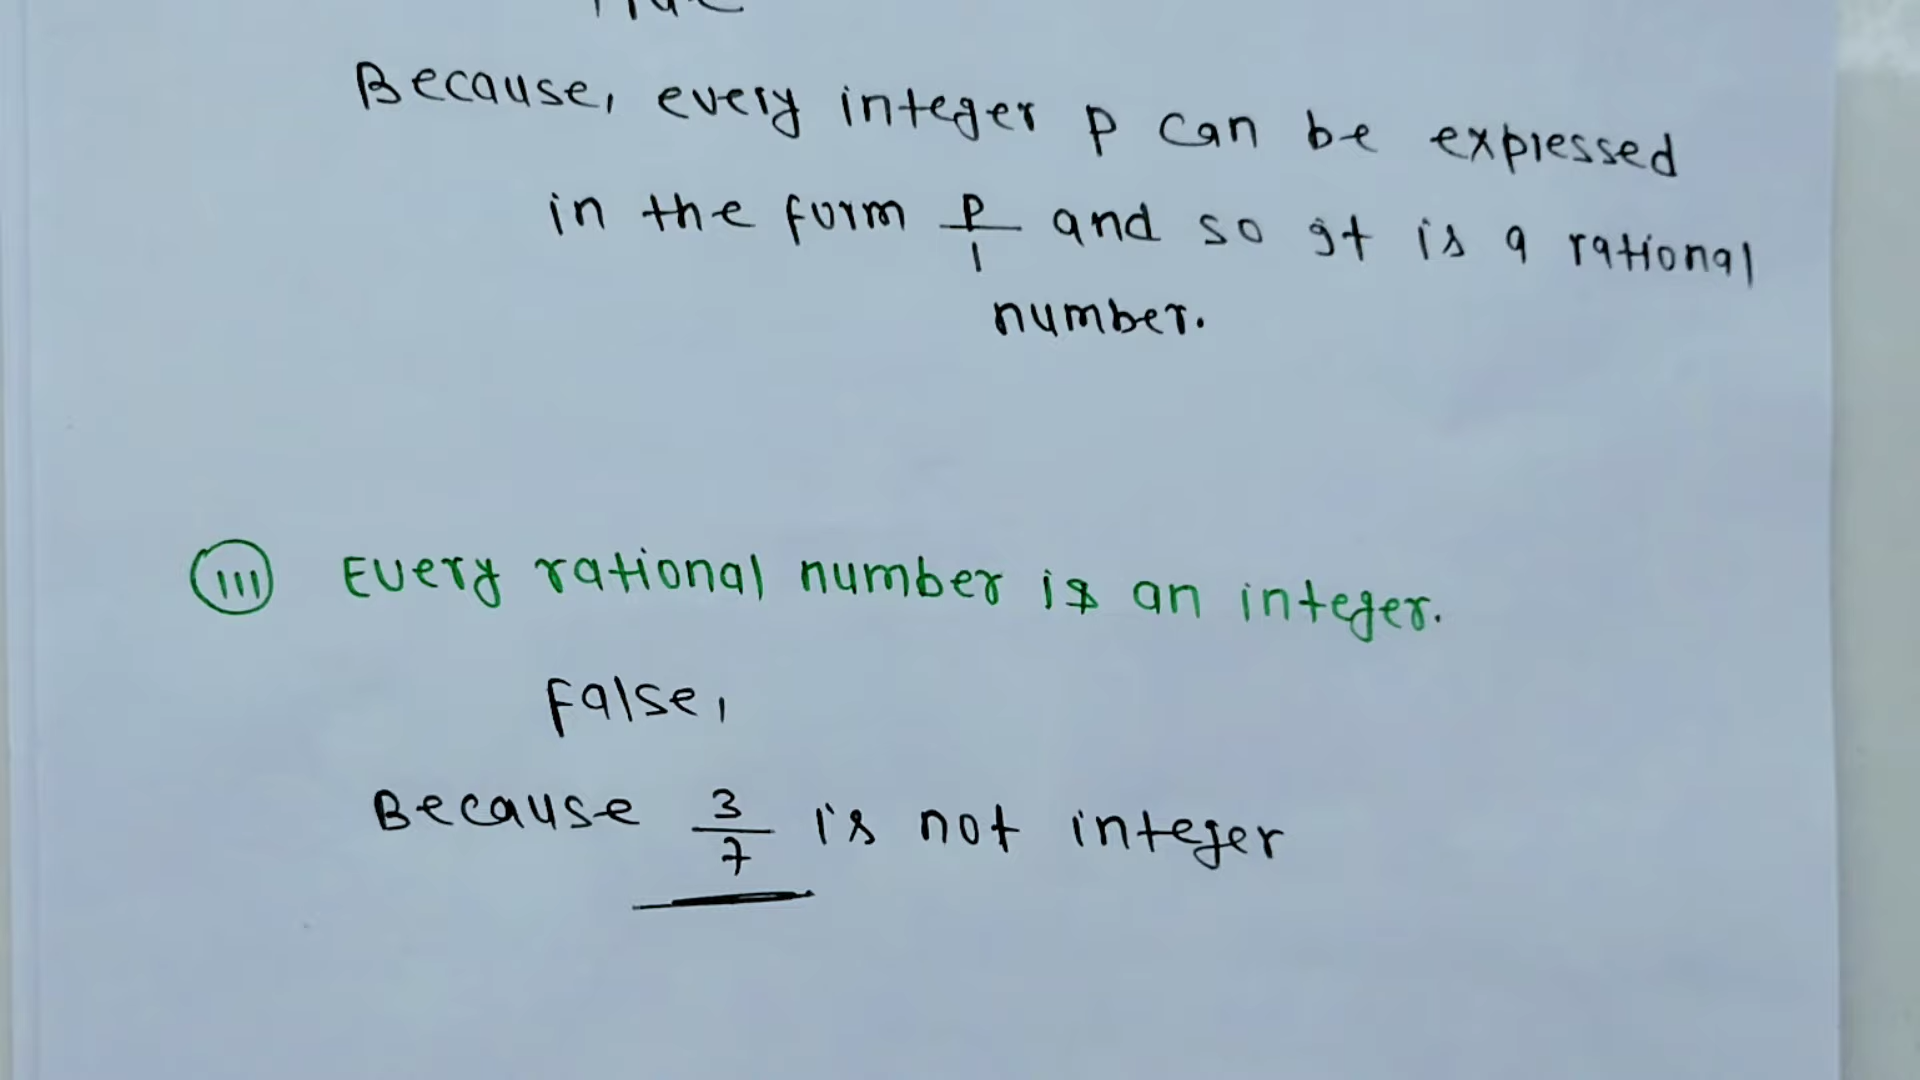 Because, every integer p can be expressed
in the form p/1 and so it is a rational
number.
(iii) Every rational number is an integer.
False,
Because 3/7 is not integer